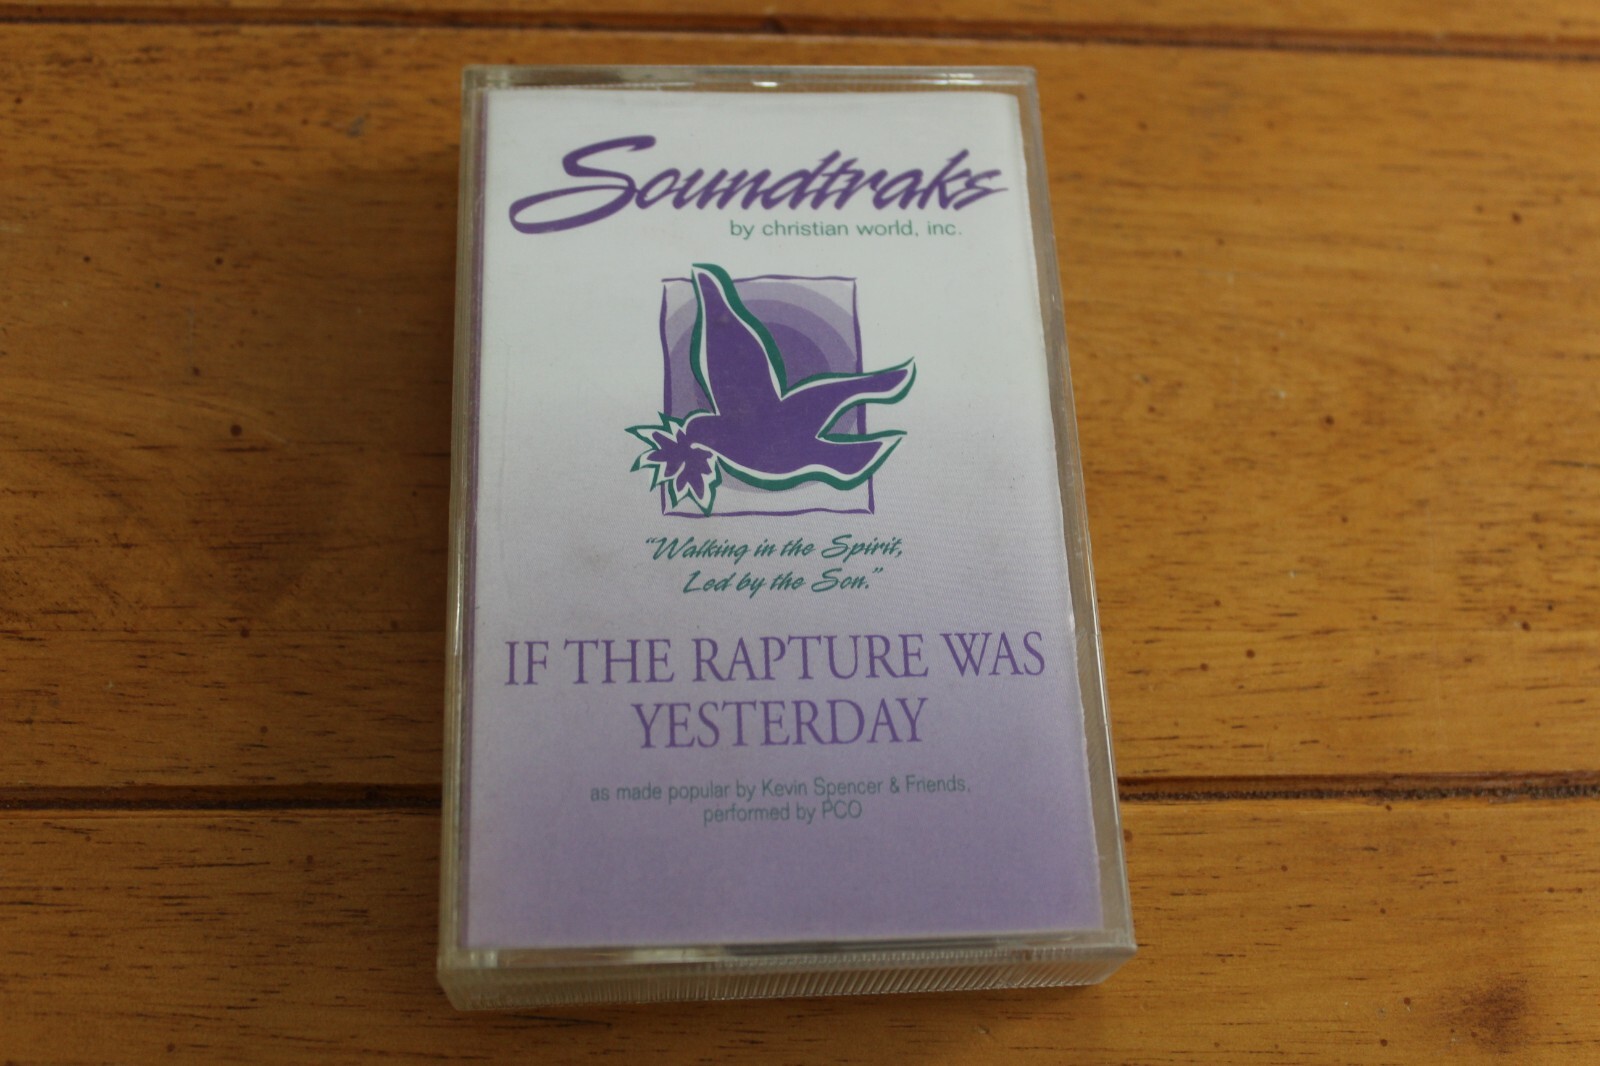 Soundtraks
by christian world, inc.
"Walking in the Spirit,
Led by the Son."
IF THE RAPTURE WAS
YESTERDAY
as made popular by Kevin Spencer & Friends,
performed by PCO